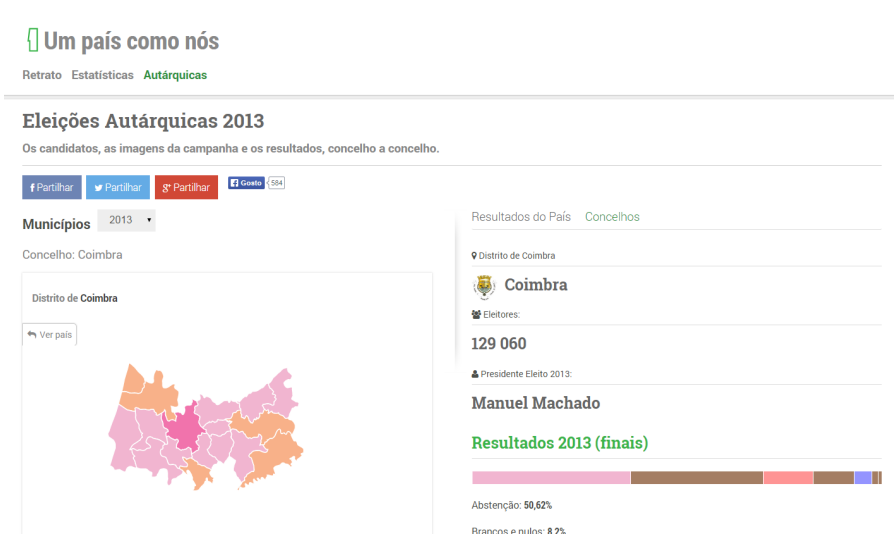 Um país como nós
Retrato Estatísticas Autárquicas
Eleições Autárquicas 2013
Os candidatos, as imagens da campanha e os resultados, concelho a concelho.
f Partilhar Partilhar g+ Partilhar f Gosto 584
Municípios 2013
Concelho: Coimbra
Distrito de Coimbra
Ver país
Resultados do País Concelhos
Distrito de Coimbra
Coimbra
Eleitores:
129 060
Presidente Eleito 2013:
Manuel Machado
Resultados 2013 (finais)
Abstenção: 50,62%
Brancos e nulos: 8,2%